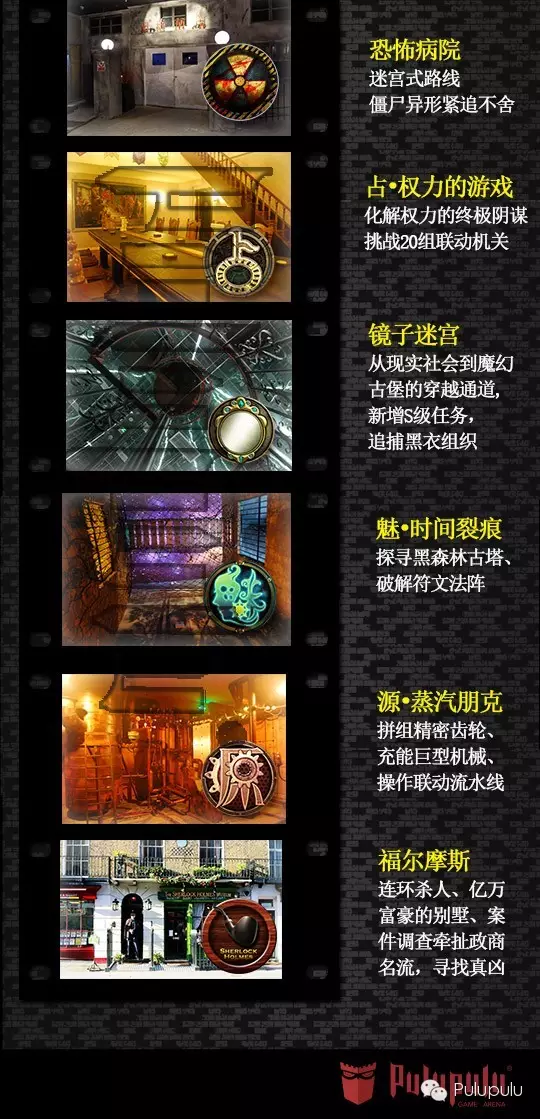 恐怖病院
迷宫式路线
僵尸异形紧追不舍
占•权力的游戏
化解权力的终极阴谋
挑战20组联动机关
镜子迷宫
从现实社会到魔幻
古堡的穿越通道,
新增S级任务,
追捕黑衣组织
魅•时间裂痕
探寻黑森林古塔、
破解符文法阵
源•蒸汽朋克
拼组精密齿轮、
充能巨型机械、
操作联动流水线
THE SHERLOCK HOLMES MUSEUM
SHERLOCK
HOLMES
福尔摩斯
连环杀人、亿万
富豪的别墅、案
件调查牵扯政商
名流，寻找真凶
Pulupulu
GAME ARENA
Pulupulu